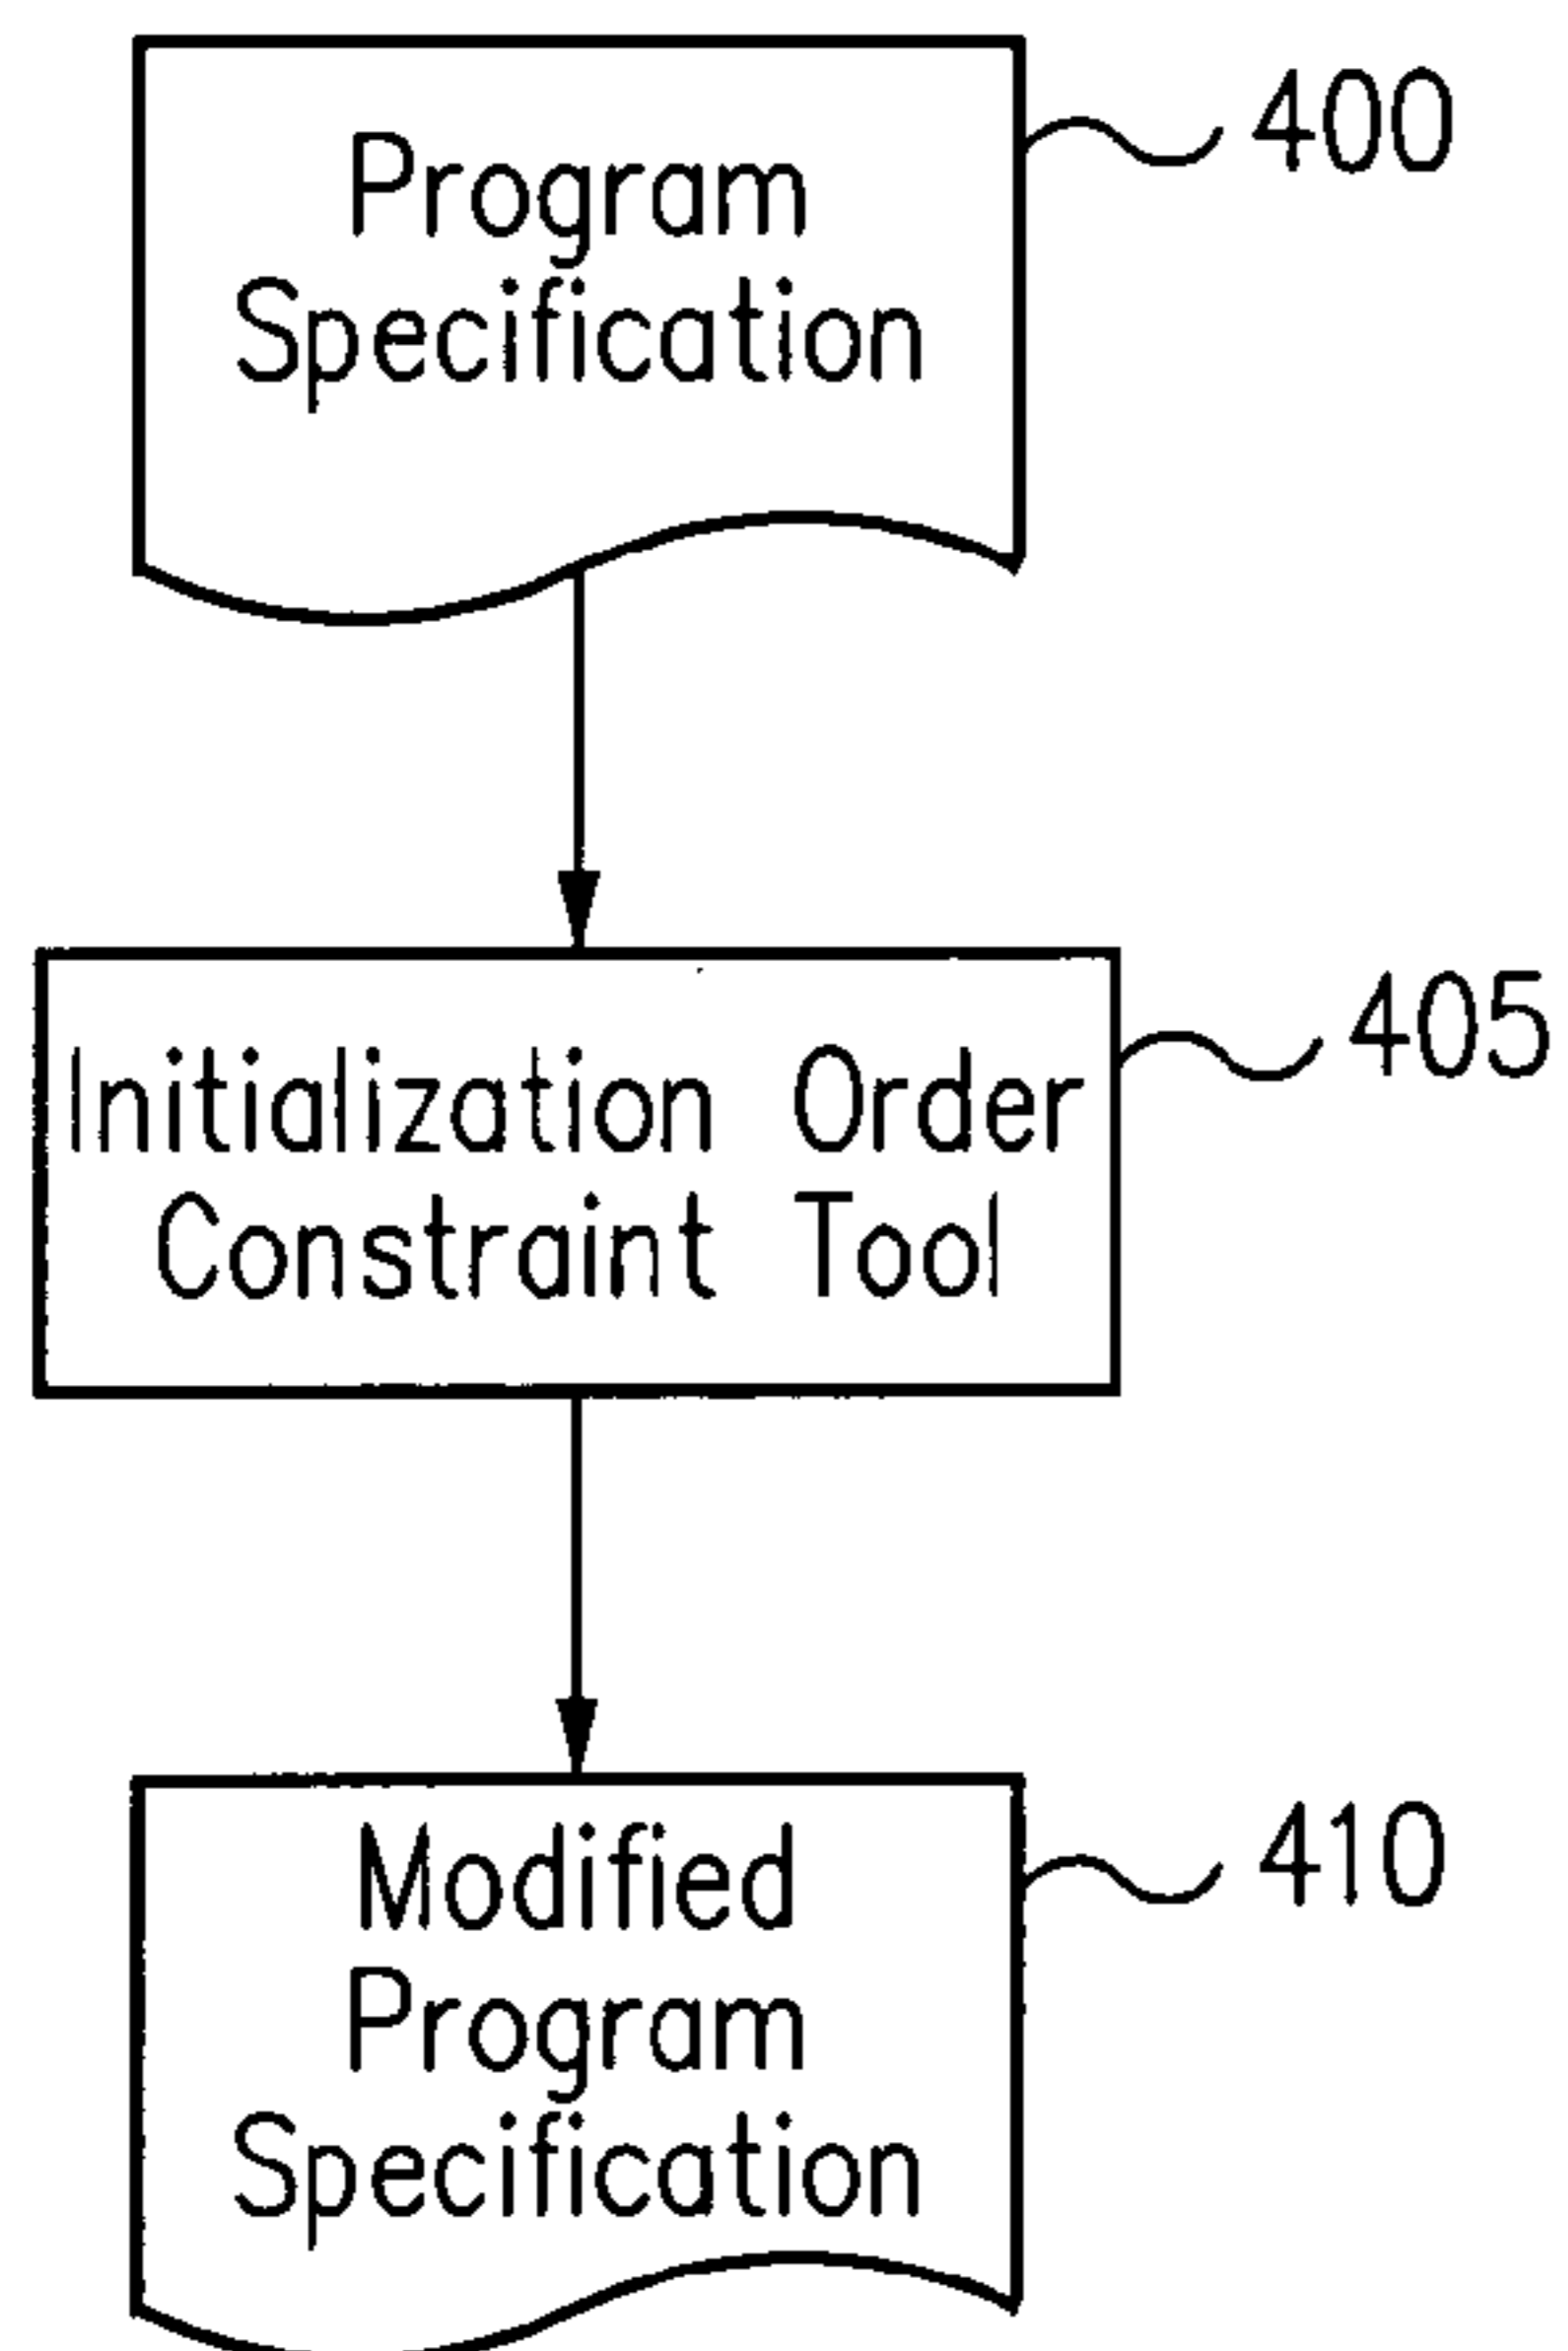 Program
Specification
400
Initialization Order
Constraint Tool
405
Modified
Program
Specification
410